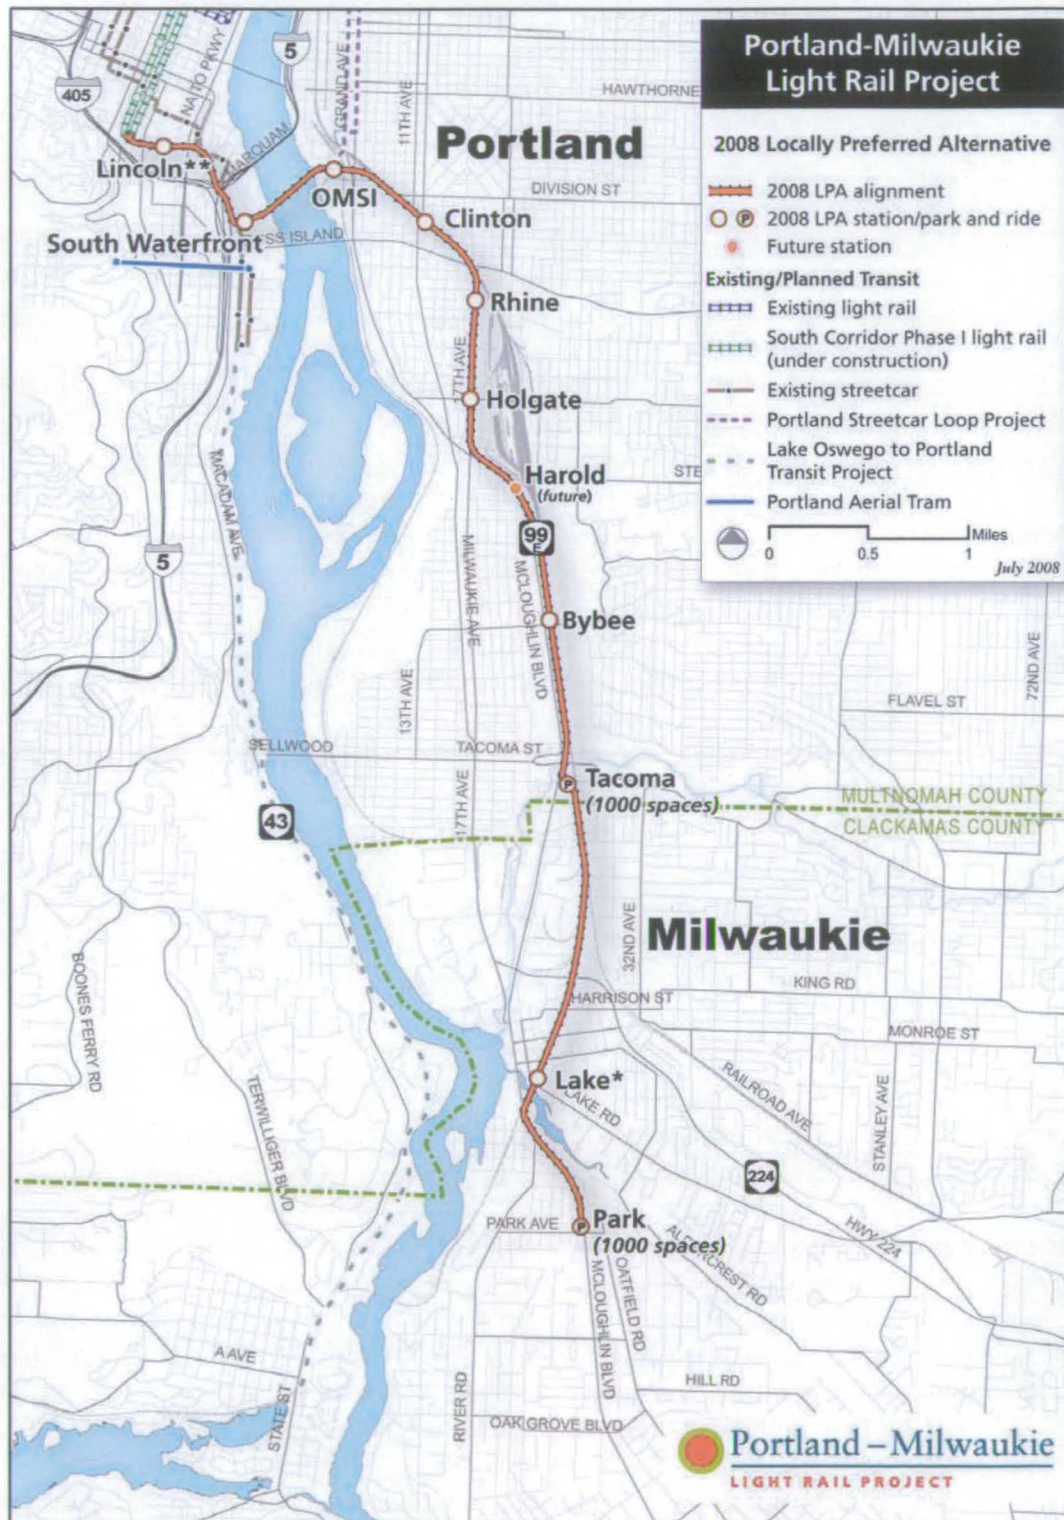 Portland-Milwaukie
Light Rail Project
2008 Locally Preferred Alternative
2008 LPA alignment
P
2008 LPA station/park and ride
Future station
Existing/Planned Transit
Existing light rail
South Corridor Phase I light rail
(under construction)
Existing streetcar
Portland Streetcar Loop Project
Lake Oswego to Portland
Transit Project
Portland Aerial Tram
0
0.5
1
Miles
July 2008
5
405
NAITO PKWY
GRAND AVE
11TH AVE
HAWTHORNE
Portland
MARQUAM
Lincoln**
OMSI
DIVISION ST
Clinton
SS ISLAND
South Waterfront
Rhine
17TH AVE
Holgate
STE
Harold
(future)
99
E
MACADAM AVE
5
MILWAUKIE AVE
MCLOUGHLIN BLVD
Bybee
13TH AVE
72ND AVE
FLAVEL ST
SELLWOOD
TACOMA ST
Tacoma
P
(1000 spaces)
17TH AVE
MULTNOMAH COUNTY
CLACKAMAS COUNTY
43
Milwaukie
32ND AVE
KING RD
HARRISON ST
MONROE ST
BOONES FERRY RD
TERWILLIGER BLVD
Lake*
LAKE RD
RAILROAD AVE
STANLEY AVE
224
HWY 224
PARK AVE
P
Park
(1000 spaces)
ALDERCREST RD
OATFIELD RD
MCLOUGHLIN BLVD
A AVE
STATE ST
RIVER RD
HILL RD
OAK GROVE BLVD
Portland–Milwaukie
LIGHT RAIL PROJECT